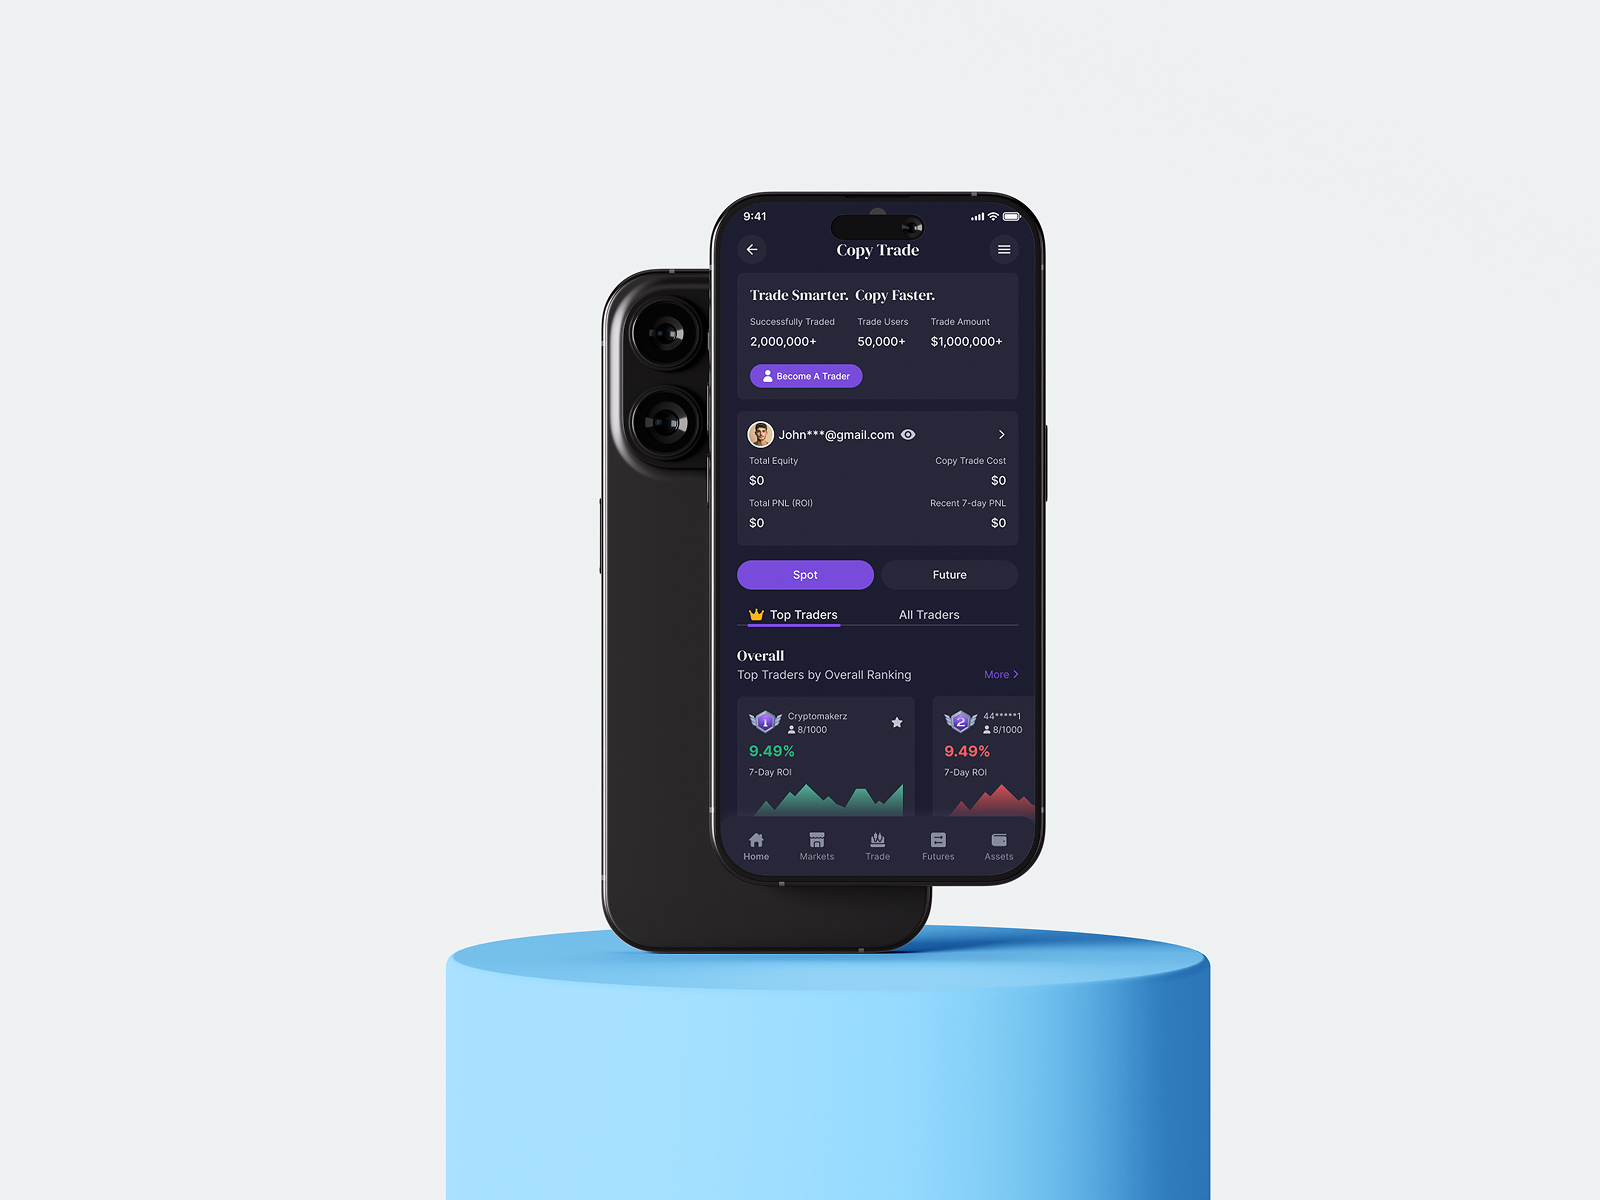 9:41
Copy Trade
Trade Smarter. Copy Faster.
Successfully Traded Trade Users Trade Amount
2,000,000+ 50,000+ $1,000,000+
Become A Trader
John***@gmail.com
Total Equity Copy Trade Cost
$0 $0
Total PNL (ROI) Recent 7-day PNL
$0 $0
Spot Future
Top Traders All Traders
Overall
Top Traders by Overall Ranking More
1 Cryptomakerz 2 44*****1
8/1000 8/1000
9.49% 9.49%
7-Day ROI 7-Day ROI
Home Markets Trade Futures Assets